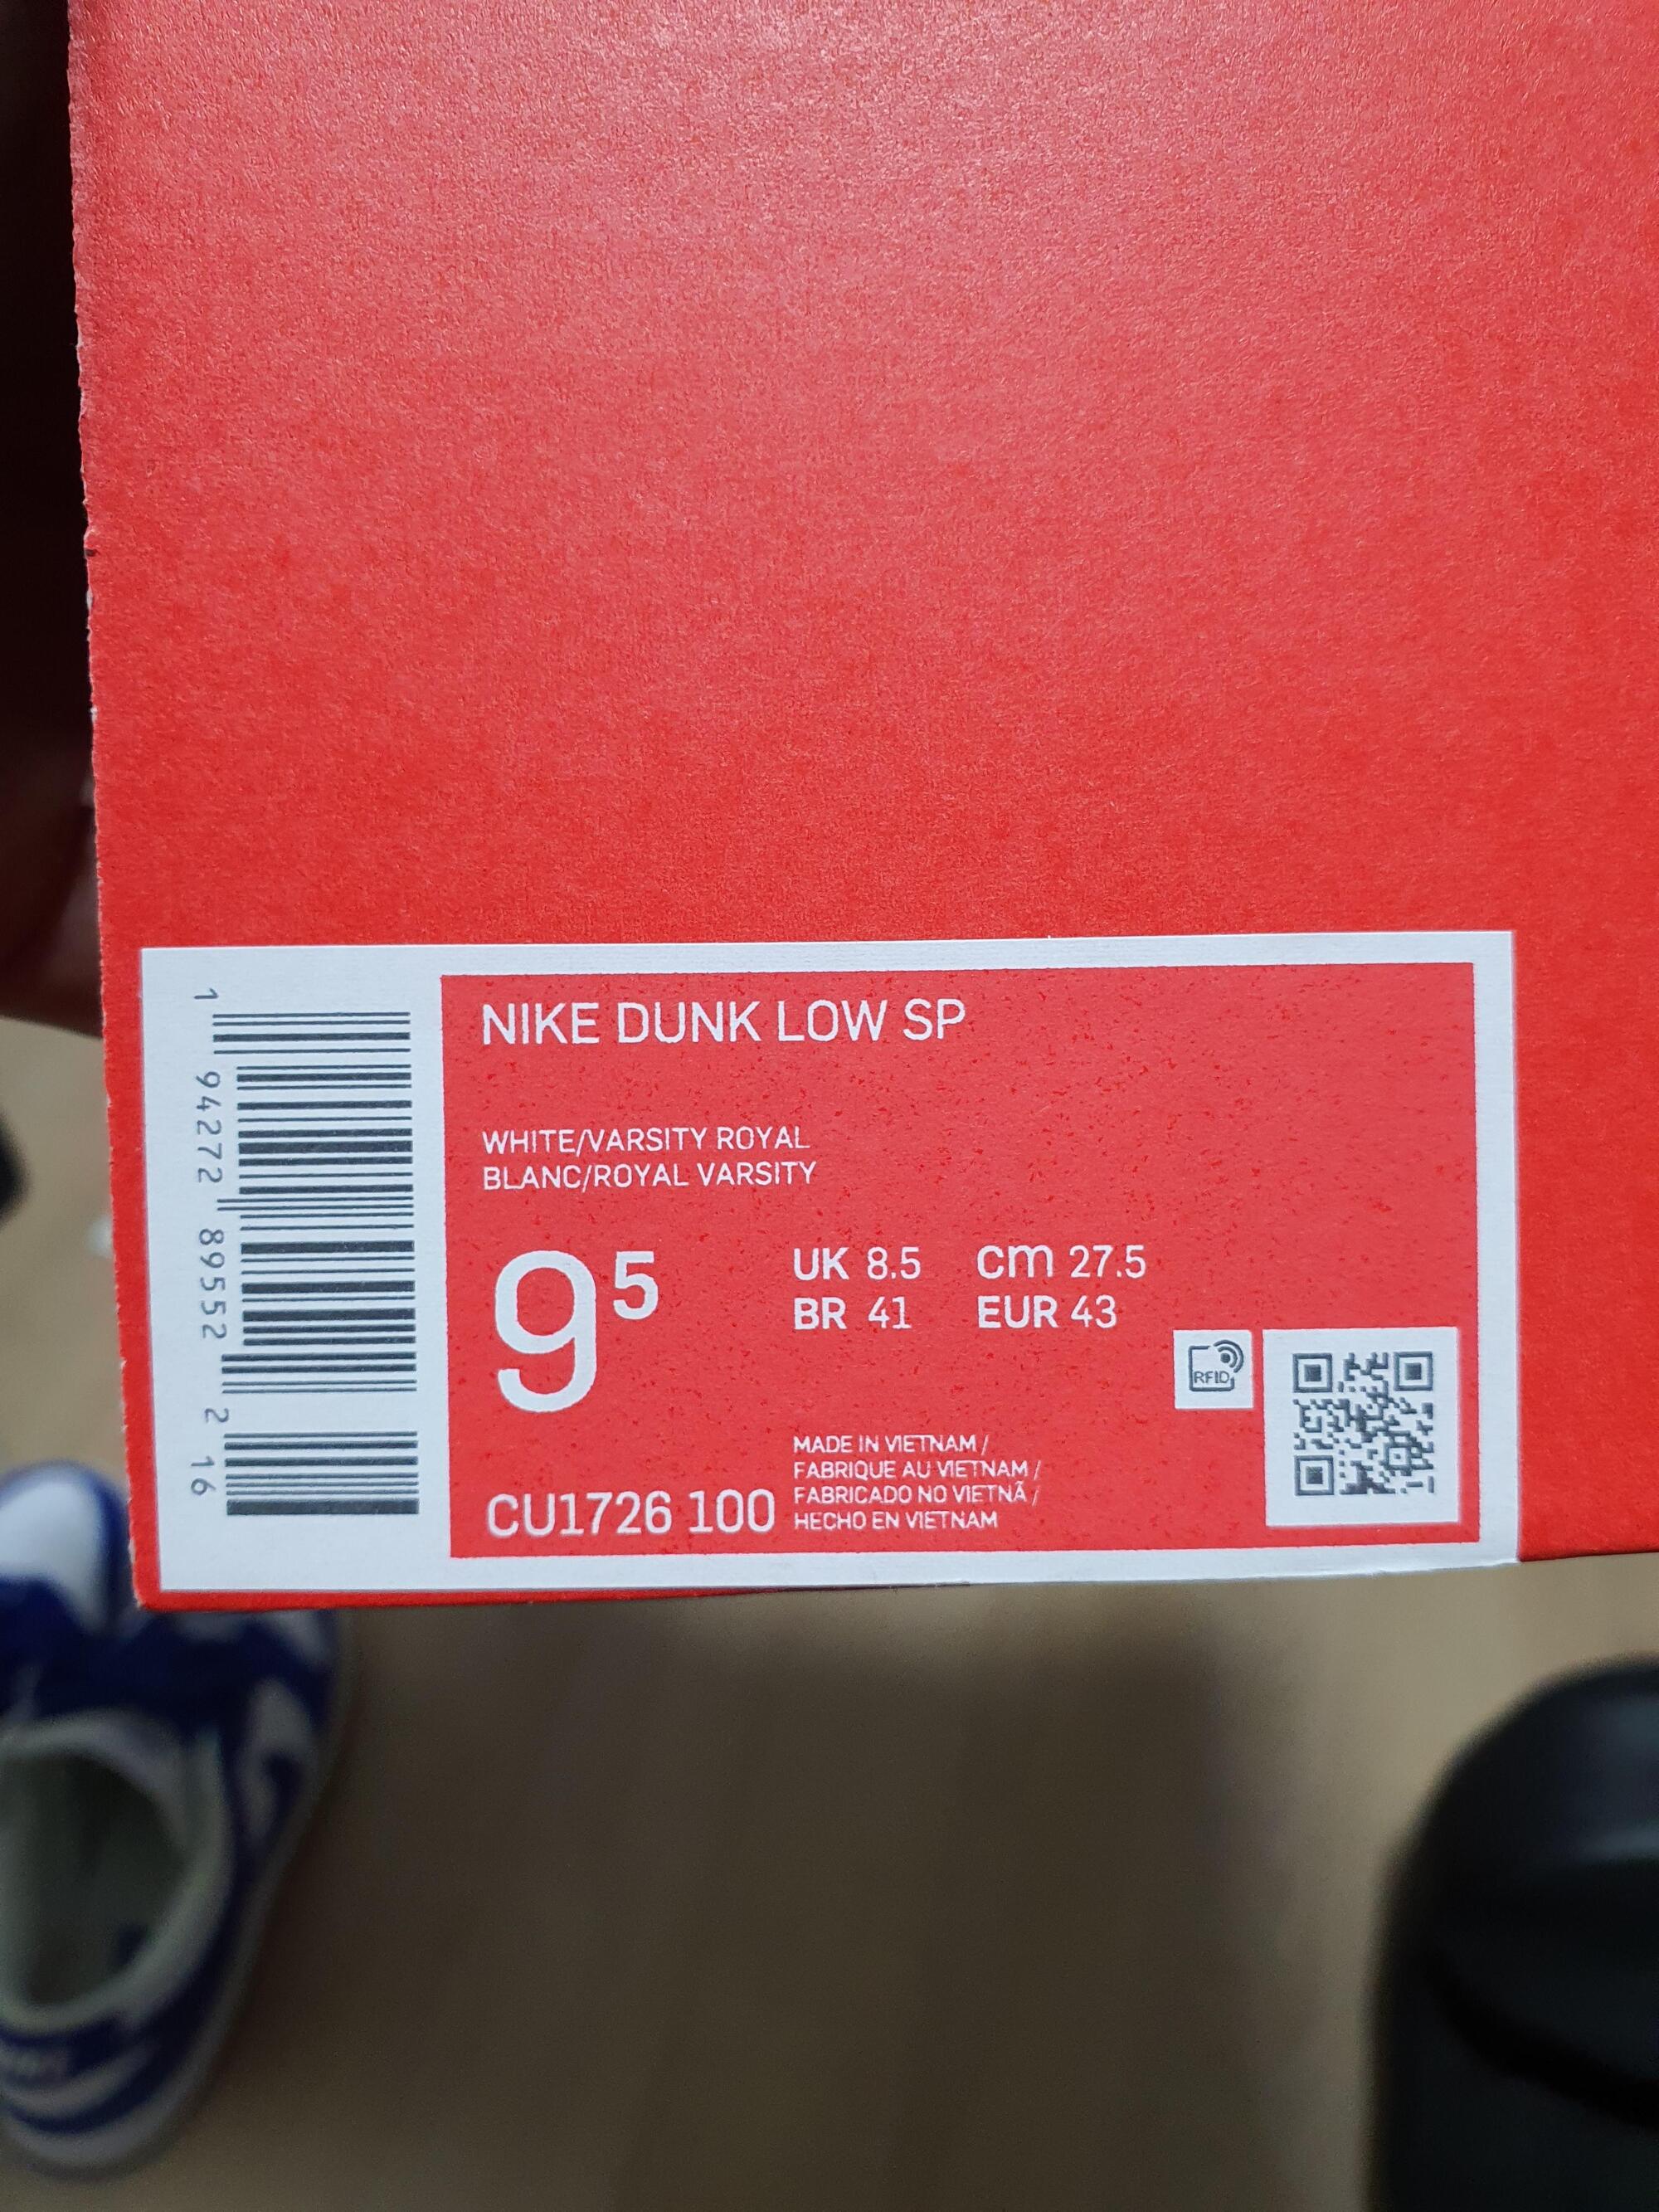 1 94272 89552 2 16
NIKE DUNK LOW SP
WHITE/VARSITY ROYAL
BLANC/ROYAL VARSITY
9 5
UK 8.5 cm 27.5
BR 41 EUR 43
RFID
CU1726 100
MADE IN VIETNAM /
FABRIQUE AU VIETNAM /
FABRICADO NO VIETNÃ /
HECHO EN VIETNAM